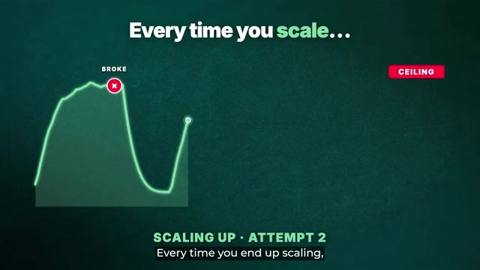 Every time you scale...
BROKE
CEILING
SCALING UP · ATTEMPT 2
Every time you end up scaling,